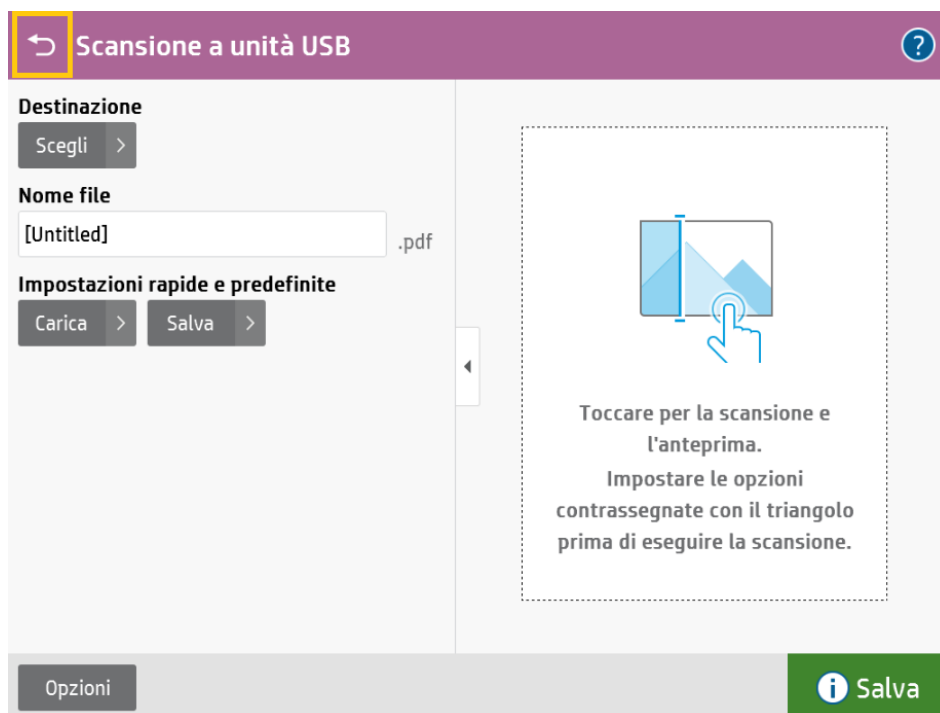 Scansione a unità USB
?
Destinazione
Scegli >
Nome file
[Untitled]
.pdf
Impostazioni rapide e predefinite
Carica >
Salva >
Toccare per la scansione e
l'anteprima.
Impostare le opzioni
contrassegnate con il triangolo
prima di eseguire la scansione.
Opzioni
i Salva